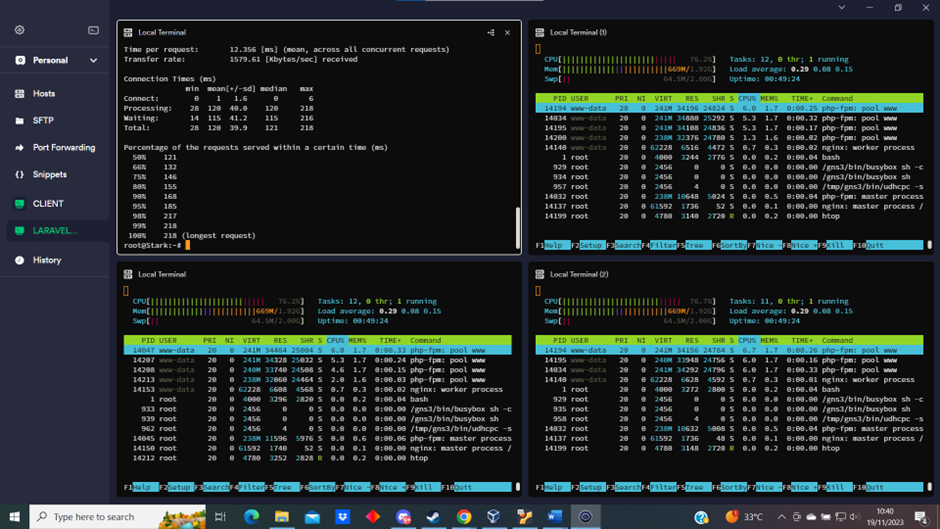 Personal
Hosts
SFTP
Port Forwarding
Snippets
CLIENT
LARAVEL...
History
Local Terminal
Time per request: 12.356 [ms] (mean, across all concurrent requests)
Transfer rate: 1579.61 [Kbytes/sec] received
Connection Times (ms)
min mean[+/-sd] median max
Connect: 0 1 1.6 0 6
Processing: 28 120 40.0 120 218
Waiting: 14 115 41.2 115 216
Total: 28 120 39.9 121 218
Percentage of the requests served within a certain time (ms)
50% 121
66% 132
75% 146
80% 155
90% 168
95% 185
98% 217
99% 218
100% 218 (longest request)
root@Stark:~#
Local Terminal (1)
CPU[ 76.2%] Tasks: 12, 0 thr; 1 running
Mem[ 669M/1.92G] Load average: 0.29 0.08 0.15
Swp[ 64.5M/2.00G] Uptime: 00:49:24
PID USER PRI NI VIRT RES SHR S CPU% MEM% TIME+ Command
14194 www-data 20 0 241M 34196 24824 S 6.0 1.7 0:00.25 php-fpm: pool www
14034 www-data 20 0 241M 34880 25292 S 5.3 1.7 0:00.32 php-fpm: pool www
14195 www-data 20 0 241M 34108 24836 S 5.3 1.7 0:00.15 php-fpm: pool www
14200 www-data 20 0 238M 32376 24780 S 1.3 1.6 0:00.02 php-fpm: pool www
14140 www-data 20 0 62228 6516 4472 S 0.7 0.3 0:00.02 nginx: worker process
1 root 20 0 4000 3244 2776 S 0.0 0.2 0:00.04 bash
929 root 20 0 2456 0 0 S 0.0 0.0 0:00.00 /gns3/bin/busybox sh -c
934 root 20 0 2456 0 0 S 0.0 0.0 0:00.00 /gns3/bin/busybox sh
957 root 20 0 2456 4 0 S 0.0 0.0 0:00.00 /tmp/gns3/bin/udhcpc -s
14032 root 20 0 238M 10636 5024 S 0.0 0.5 0:00.04 php-fpm: master process
14137 root 20 0 61592 1736 52 S 0.0 0.1 0:00.00 nginx: master process /
14199 root 20 0 4780 3140 2720 R 0.0 0.2 0:00.00 htop
F1Help F2Setup F3SearchF4FilterF5Tree F6SortByF7Nice -F8Nice +F9Kill F10Quit
Local Terminal
CPU[ 76.2%] Tasks: 12, 0 thr; 1 running
Mem[ 669M/1.92G] Load average: 0.29 0.08 0.15
Swp[ 64.5M/2.00G] Uptime: 00:49:24
PID USER PRI NI VIRT RES SHR S CPU% MEM% TIME+ Command
14047 www-data 20 0 241M 34464 25004 S 6.0 1.7 0:00.33 php-fpm: pool www
14207 www-data 20 0 241M 34328 25032 S 5.3 1.7 0:00.24 php-fpm: pool www
14208 www-data 20 0 240M 33740 24508 S 4.6 1.7 0:00.15 php-fpm: pool www
14213 www-data 20 0 238M 32060 24464 S 2.0 1.6 0:00.03 php-fpm: pool www
14153 www-data 20 0 62228 6608 4568 S 0.7 0.3 0:00.02 nginx: worker process
1 root 20 0 4000 3296 2820 S 0.0 0.2 0:00.04 bash
933 root 20 0 2456 0 0 S 0.0 0.0 0:00.00 /gns3/bin/busybox sh -c
939 root 20 0 2456 0 0 S 0.0 0.0 0:00.00 /gns3/bin/busybox sh
962 root 20 0 2456 4 0 S 0.0 0.0 0:00.00 /tmp/gns3/bin/udhcpc -s
14045 root 20 0 238M 11596 5976 S 0.0 0.6 0:00.04 php-fpm: master process
14150 root 20 0 61592 1740 52 S 0.0 0.1 0:00.00 nginx: master process /
14212 root 20 0 4780 3252 2828 R 0.0 0.2 0:00.00 htop
F1Help F2Setup F3SearchF4FilterF5Tree F6SortByF7Nice -F8Nice +F9Kill F10Quit
Local Terminal (2)
CPU[ 76.7%] Tasks: 11, 0 thr; 1 running
Mem[ 669M/1.92G] Load average: 0.29 0.08 0.15
Swp[ 64.5M/2.00G] Uptime: 00:49:24
PID USER PRI NI VIRT RES SHR S CPU% MEM% TIME+ Command
14194 www-data 20 0 241M 34156 24784 S 6.7 1.7 0:00.26 php-fpm: pool www
14195 www-data 20 0 240M 33948 24756 S 6.0 1.7 0:00.16 php-fpm: pool www
14034 www-data 20 0 241M 34292 24796 S 5.3 1.7 0:00.33 php-fpm: pool www
14140 www-data 20 0 62228 6628 4592 S 0.7 0.3 0:00.01 nginx: worker process
1 root 20 0 4000 3272 2800 S 0.0 0.2 0:00.04 bash
929 root 20 0 2456 0 0 S 0.0 0.0 0:00.00 /gns3/bin/busybox sh -c
935 root 20 0 2456 0 0 S 0.0 0.0 0:00.00 /gns3/bin/busybox sh
958 root 20 0 2456 4 0 S 0.0 0.0 0:00.00 /tmp/gns3/bin/udhcpc -s
14032 root 20 0 238M 10632 5008 S 0.0 0.5 0:00.04 php-fpm: master process
14137 root 20 0 61592 1736 52 S 0.0 0.1 0:00.00 nginx: master process /
14198 root 20 0 4780 3148 2728 R 0.0 0.2 0:00.00 htop
F1Help F2Setup F3SearchF4FilterF5Tree F6SortByF7Nice -F8Nice +F9Kill F10Quit
Type here to search
33°C
10:40
19/11/2023
4